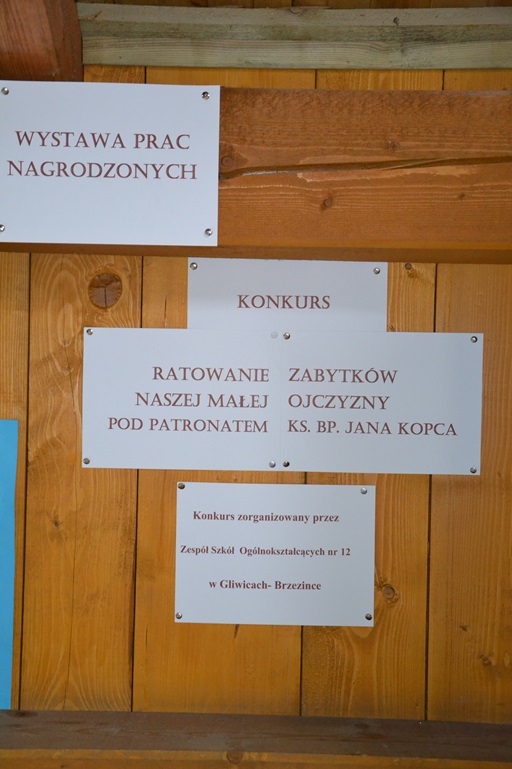 WYSTAWA PRAC
NAGRODZONYCH
KONKURS
RATOWANIE ZABYTKÓW
NASZEJ MAŁEJ OJCZYZNY
POD PATRONATEM KS. BP. JANA KOPCA
Konkurs zorganizowany przez
Zespół Szkół Ogólnokształcących nr 12
w Gliwicach- Brzezince